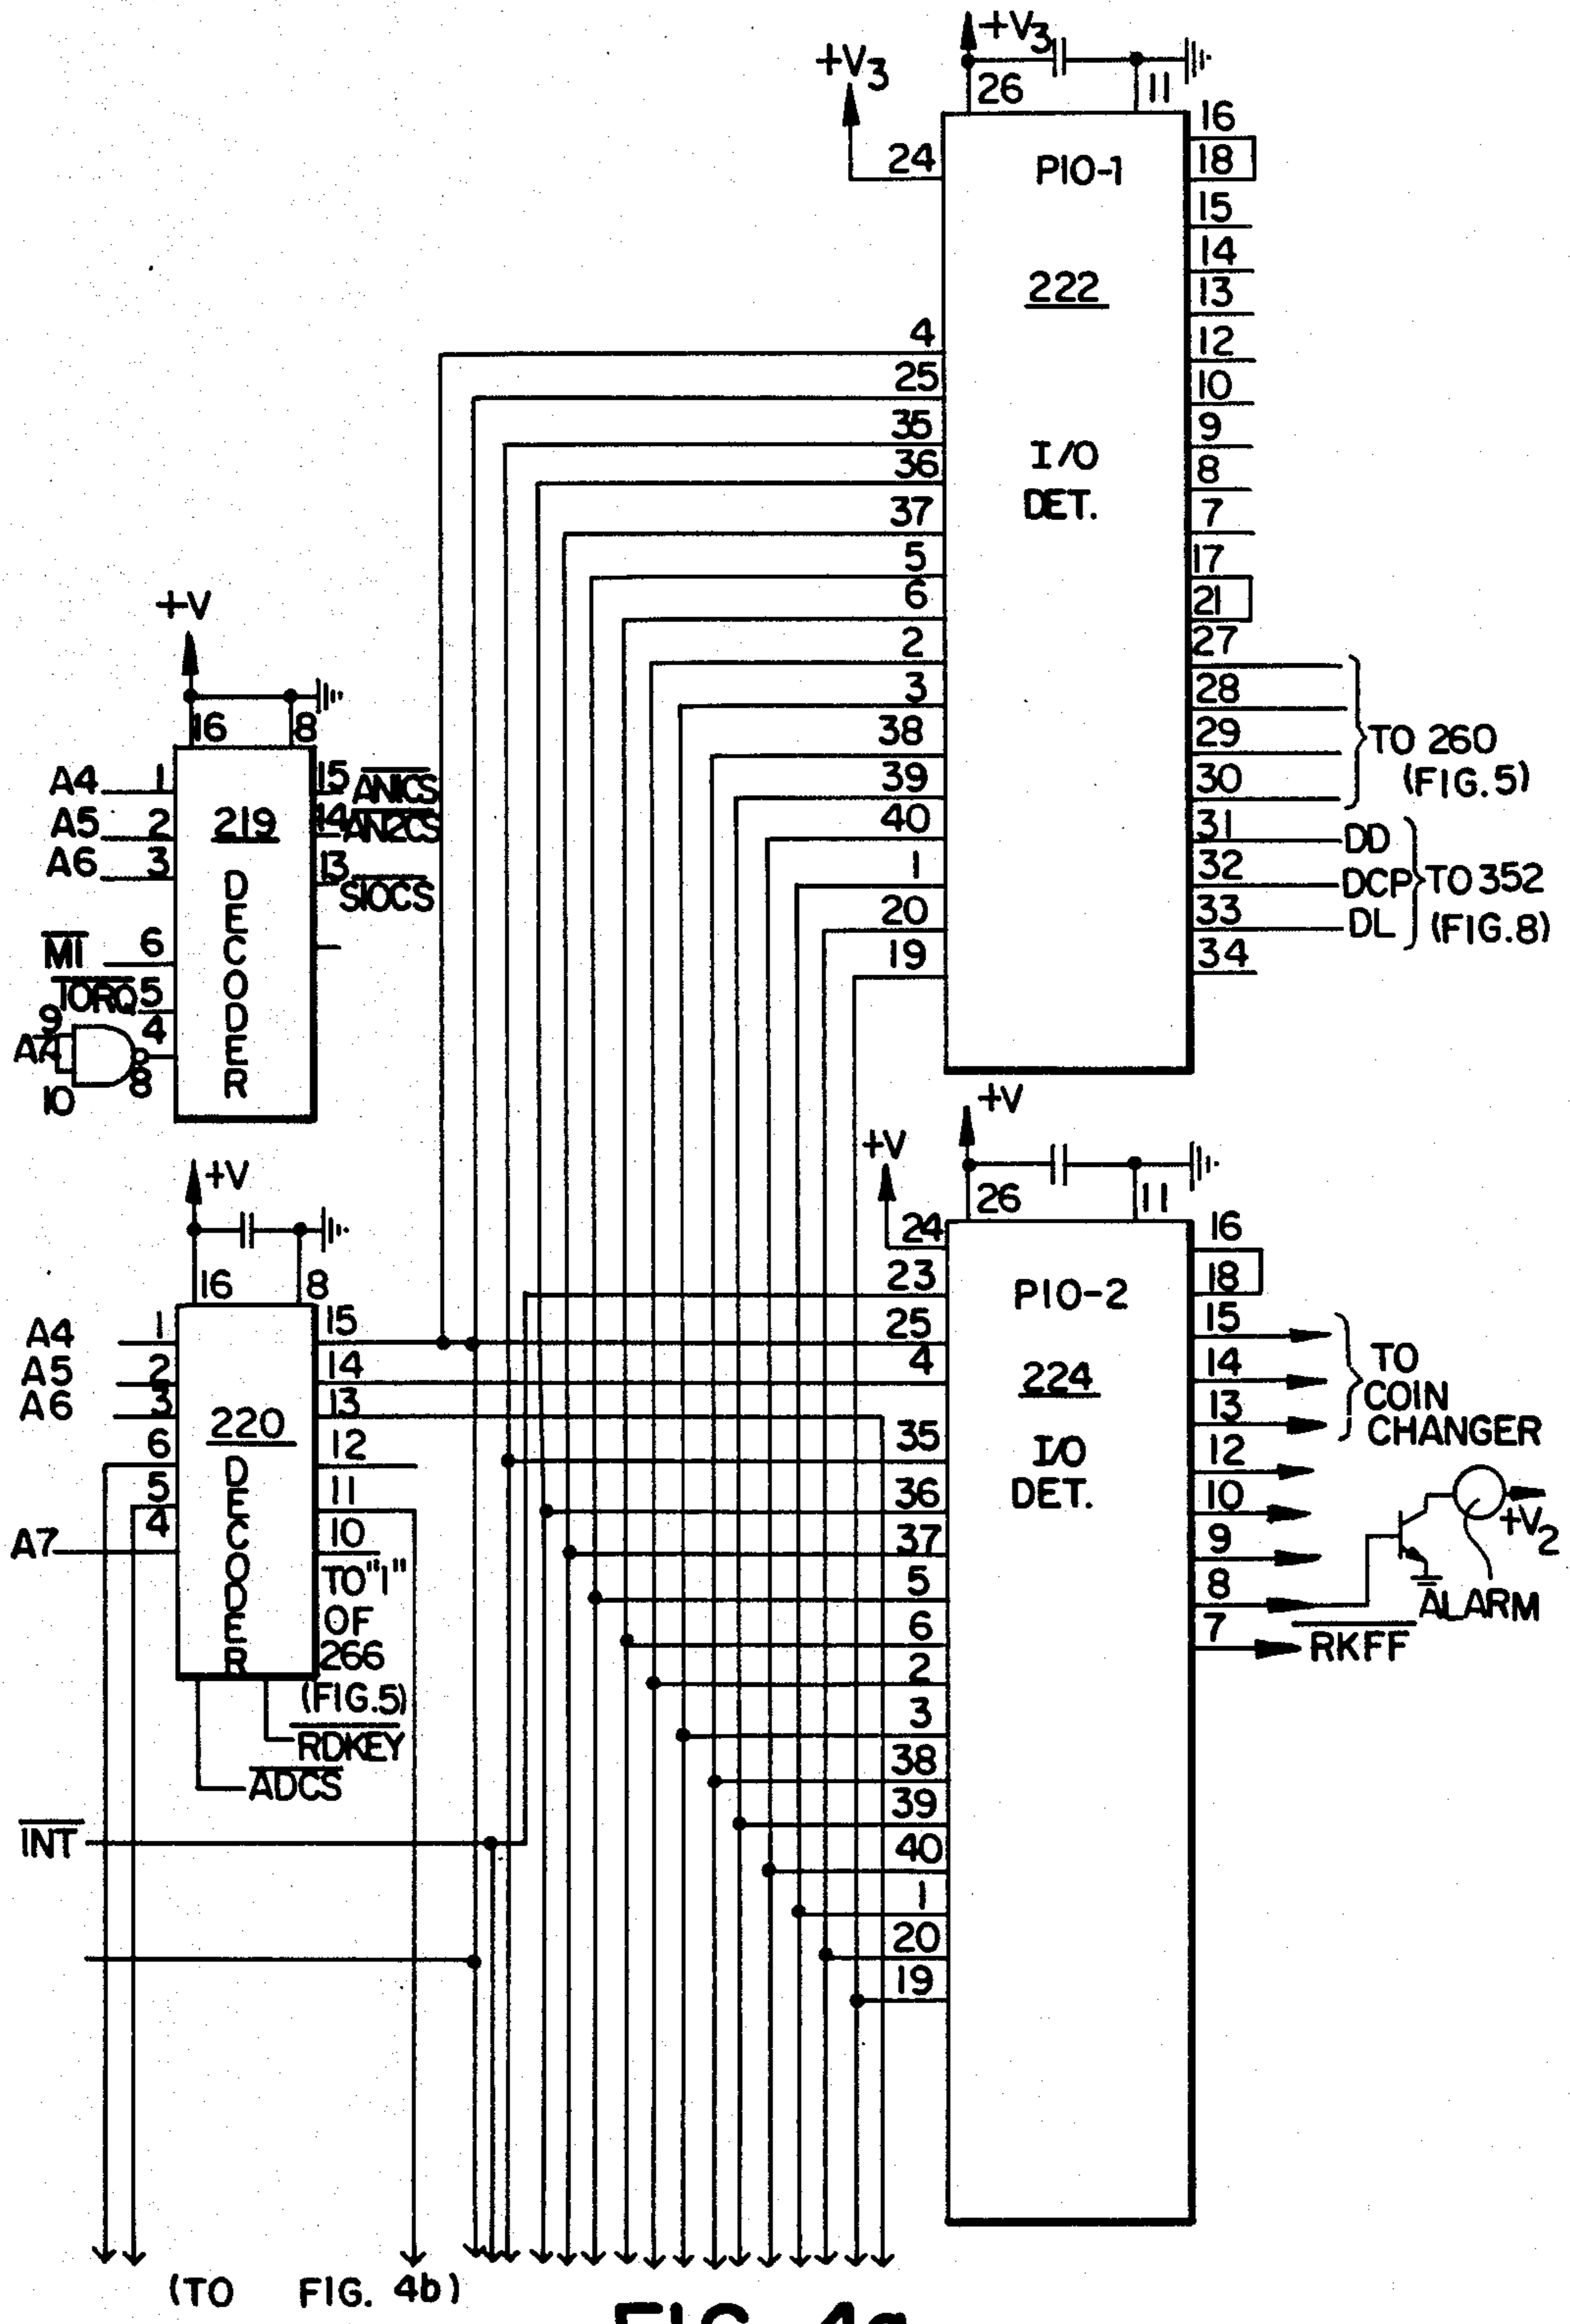 +V3
+V3
26
11
24
PIO-1
16
18
15
14
13
12
10
9
8
7
17
21
27
28
29
30
31
32
33
34
222
I/O
DET.
4
25
35
36
37
5
6
2
3
38
39
40
1
20
19
TO 260
(FIG.5)
DD
DCP
DL
TO 352
(FIG.8)
+V
16
8
A4
1
A5
2
A6
3
219
DECODER
15
ANICS
14
AN2CS
13
SIOCS
MI
6
TORQ
5
9
4
A7
10
8
+V
16
8
A4
1
A5
2
A6
3
6
5
4
A7
220
DECODER
15
14
13
12
11
10
TO "1"
OF
266
(FIG.5)
RDKEY
ADCS
INT
+V
+V
26
11
24
23
25
4
35
36
37
5
6
2
3
38
39
40
1
20
19
PIO-2
224
I/O
DET.
16
18
15
14
13
12
10
9
8
7
TO
COIN
CHANGER
+V2
ALARM
RKFF
(TO FIG. 4b)
FIG. 4a